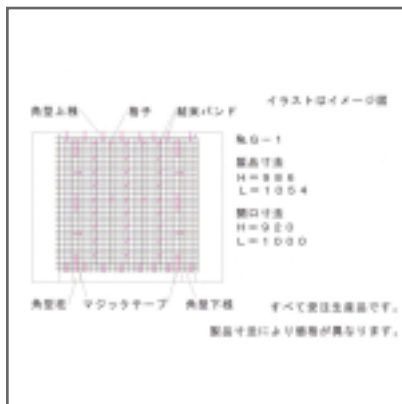 イラストはイメージ図
角型上桟 格子 結束バンド
№G-1
製品寸法
H=986
L=1054
開口寸法
H=920
L=1000
角型左 マジックテープ 角型下桟
すべて受注生産品です。
製品寸法により価格が異なります。